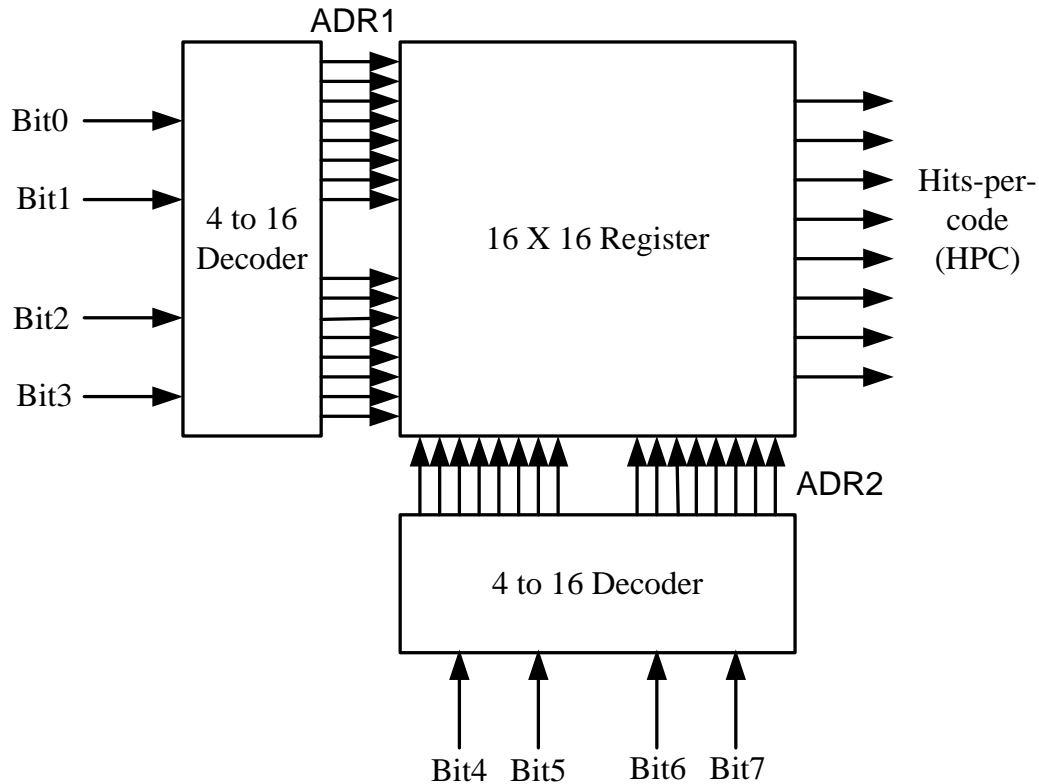 ADR1
Bit0
Bit1
4 to 16
Decoder
Bit2
Bit3
16 X 16 Register
Hits-per-
code
(HPC)
ADR2
4 to 16 Decoder
Bit4 Bit5 Bit6 Bit7